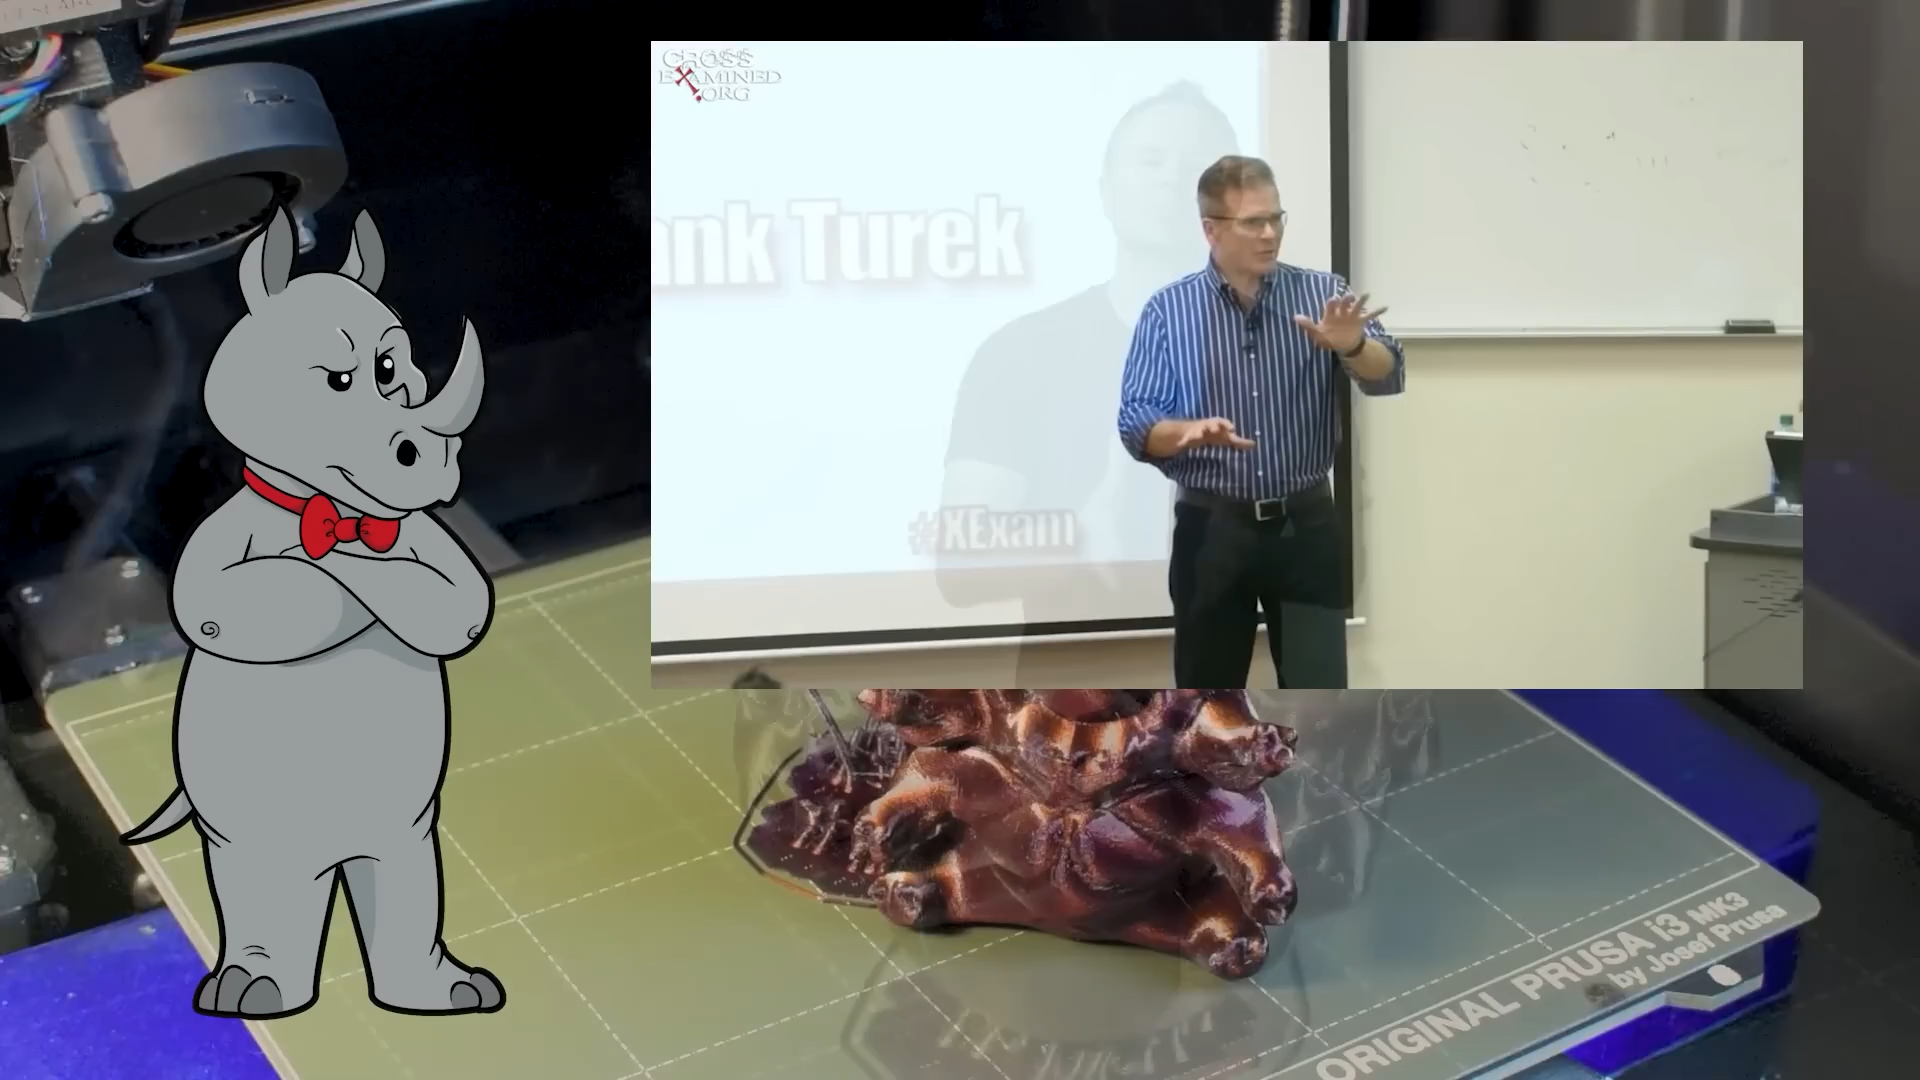 CROSS
EXAMINED
.ORG
ank Turek
#XExam
ORIGINAL PRUSA i3 MK3
by Josef Prusa